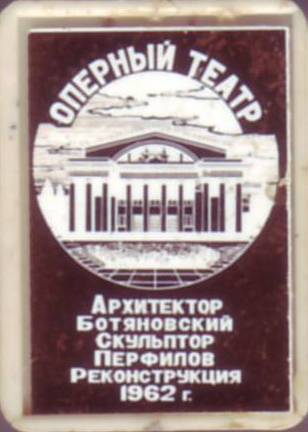 ОПЕРНЫЙ ТЕАТР
АРХИТЕКТОР
БОТЯНОВСКИЙ
СКУЛЬПТОР
ПЕРФИЛОВ
РЕКОНСТРУКЦИЯ
1962 г.